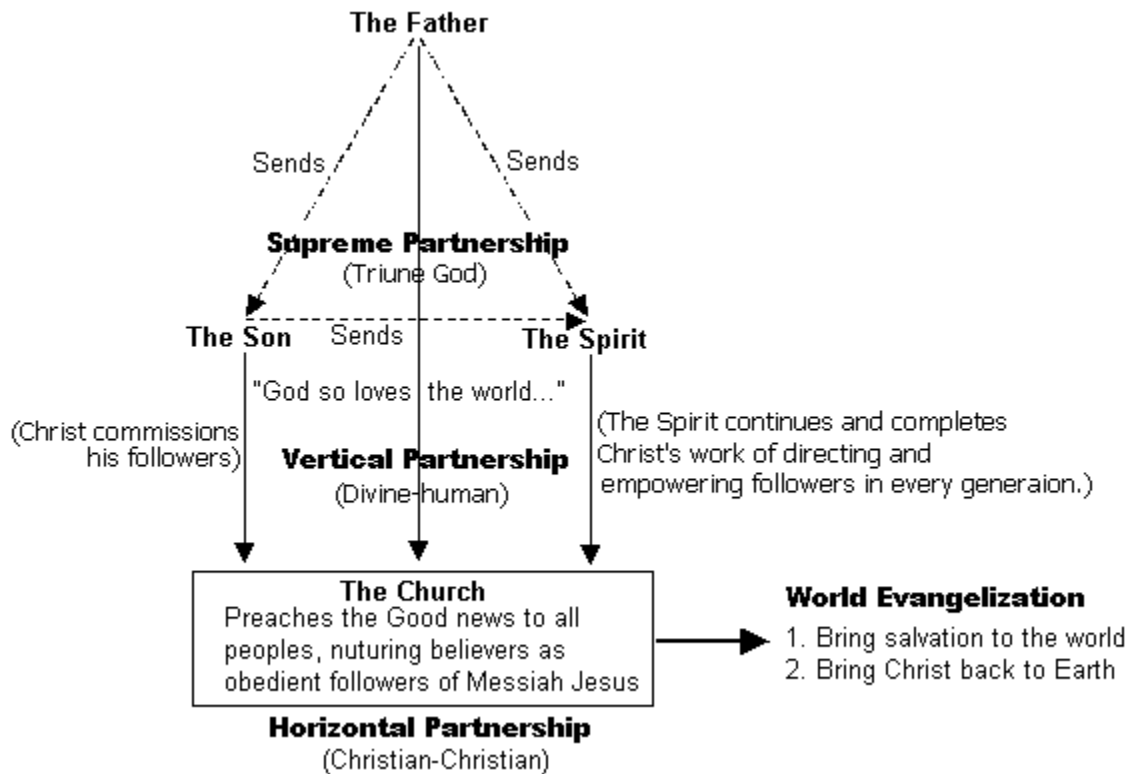 The Father
Sends
Sends
Supreme Partnership
(Triune God)
The Son
Sends
The Spirit
"God so loves the world..."
(Christ commissions
his followers)
Vertical Partnership
(Divine-human)
(The Spirit continues and completes
Christ's work of directing and
empowering followers in every generaion.)
The Church
Preaches the Good news to all
peoples, nuturing believers as
obedient followers of Messiah Jesus
Horizontal Partnership
(Christian-Christian)
World Evangelization
1. Bring salvation to the world
2. Bring Christ back to Earth